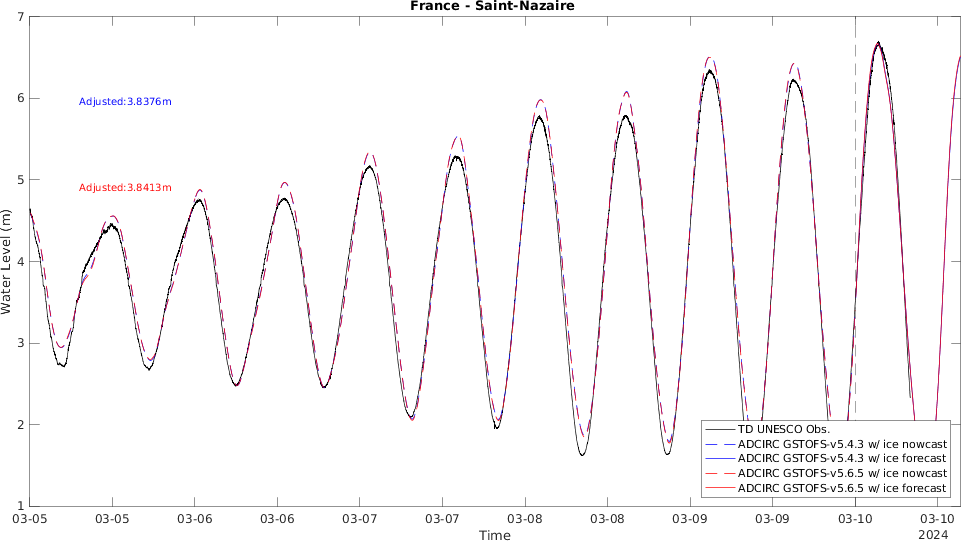 France - Saint-Nazaire
7
6
5
4
3
2
1
Water Level (m)
Adjusted:3.8376m
Adjusted:3.8413m
TD UNESCO Obs.
ADCIRC GSTOFS-v5.4.3 w/ ice nowcast
ADCIRC GSTOFS-v5.4.3 w/ ice forecast
ADCIRC GSTOFS-v5.6.5 w/ ice nowcast
ADCIRC GSTOFS-v5.6.5 w/ ice forecast
03-05 03-05 03-06 03-06 03-07 03-07 03-08 03-08 03-09 03-09 03-10 03-10
2024
Time